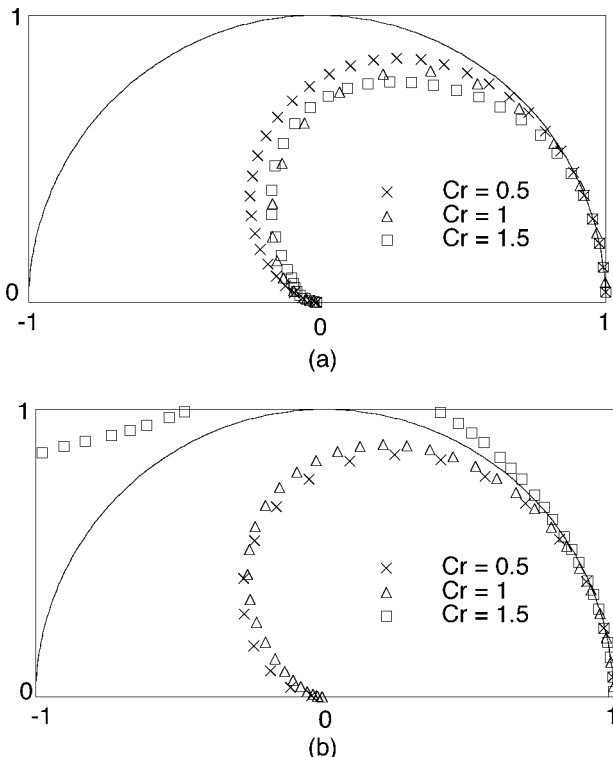 1
Cr = 0.5
Cr = 1
Cr = 1.5
0
-1 0 1
(a)
1
Cr = 0.5
Cr = 1
Cr = 1.5
0
-1 0 1
(b)